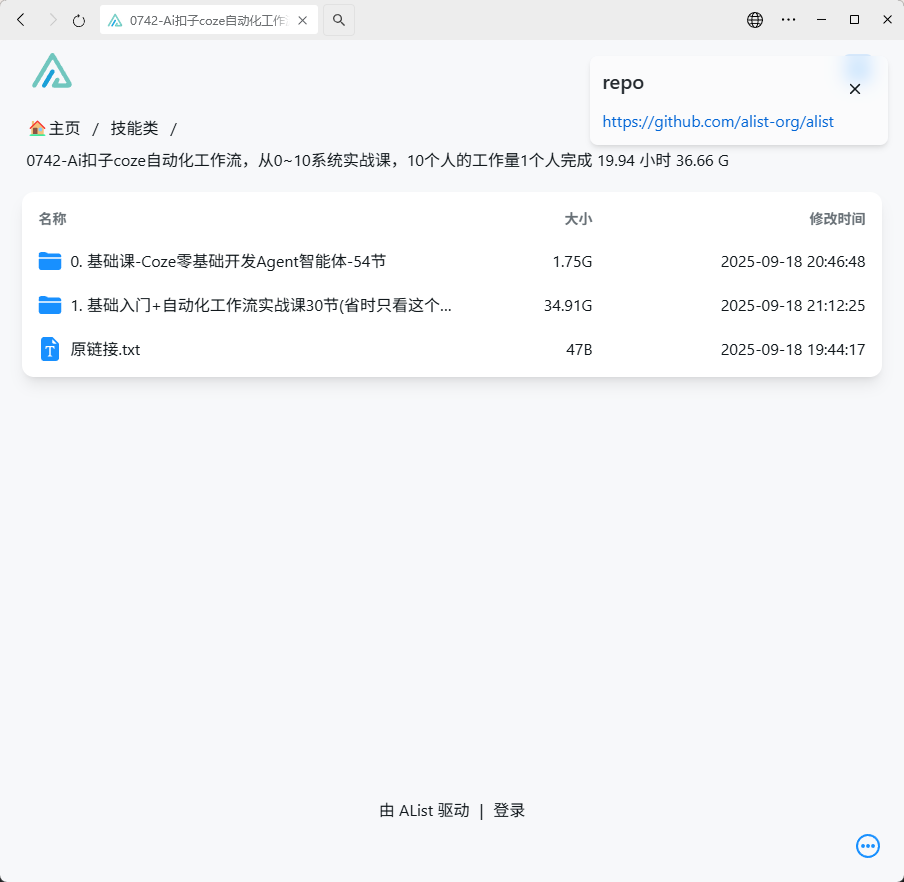 0742-Ai扣子coze自动化工作
repo
https://github.com/alist-org/alist
主页 / 技能类 /
0742-Ai扣子coze自动化工作流，从0~10系统实战课，10个人的工作量1个人完成 19.94 小时 36.66 G
名称 大小 修改时间
0. 基础课-Coze零基础开发Agent智能体-54节 1.75G 2025-09-18 20:46:48
1. 基础入门+自动化工作流实战课30节(省时只看这个... 34.91G 2025-09-18 21:12:25
原链接.txt 47B 2025-09-18 19:44:17
由 AList 驱动 | 登录